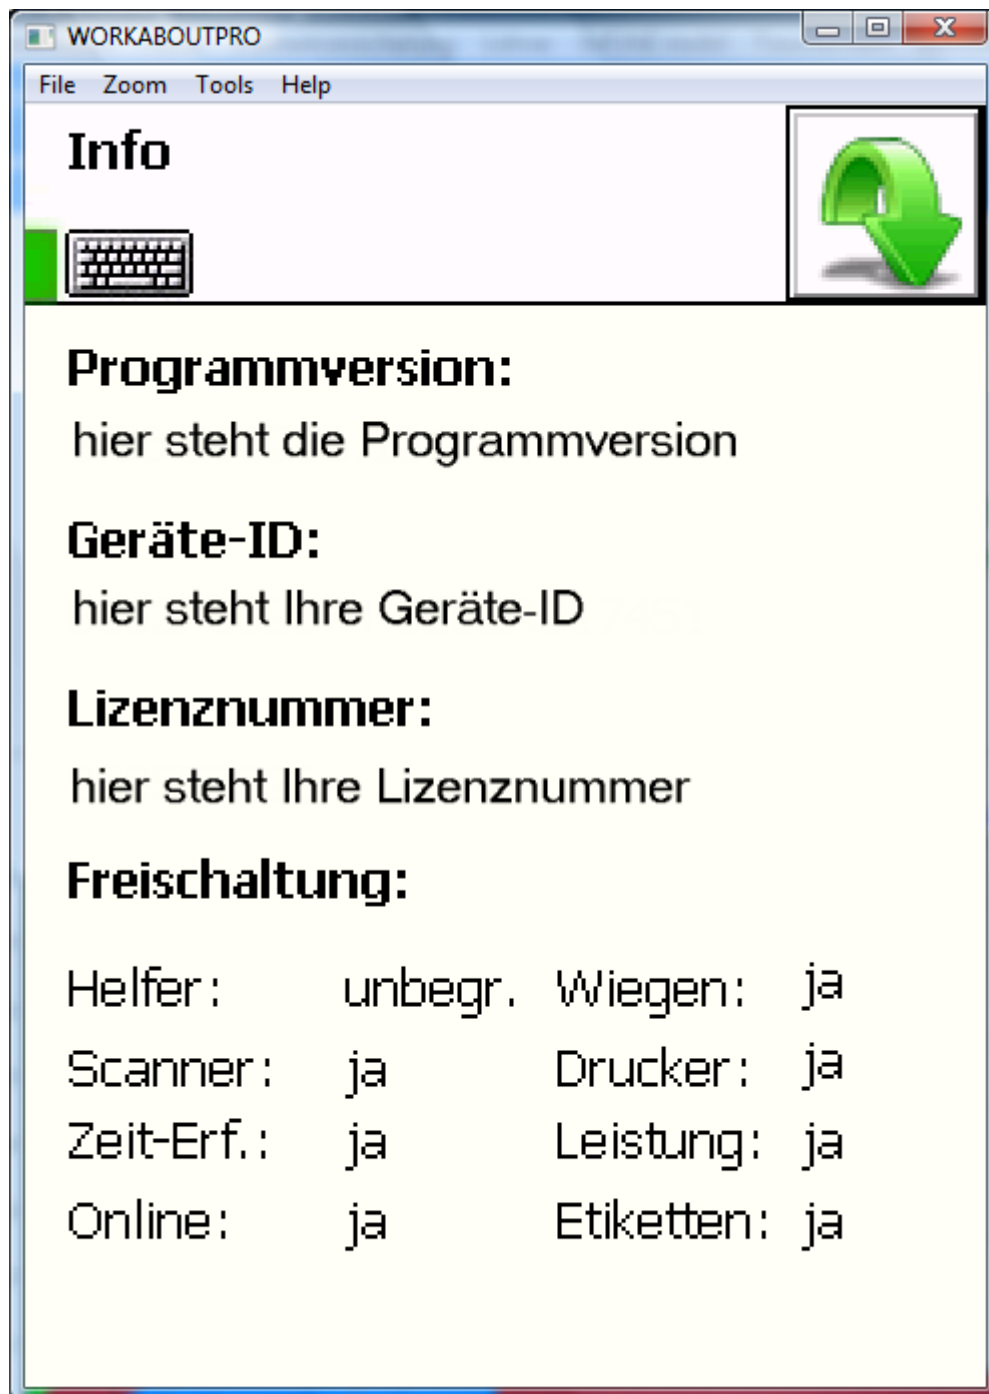 WORKABOUTPRO
File Zoom Tools Help
Info
Programmversion:
hier steht die Programmversion
Geräte-ID:
hier steht Ihre Geräte-ID
Lizenznummer:
hier steht Ihre Lizenznummer
Freischaltung:
Helfer: unbegr. Wiegen: ja
Scanner: ja Drucker: ja
Zeit-Erf.: ja Leistung: ja
Online: ja Etiketten: ja